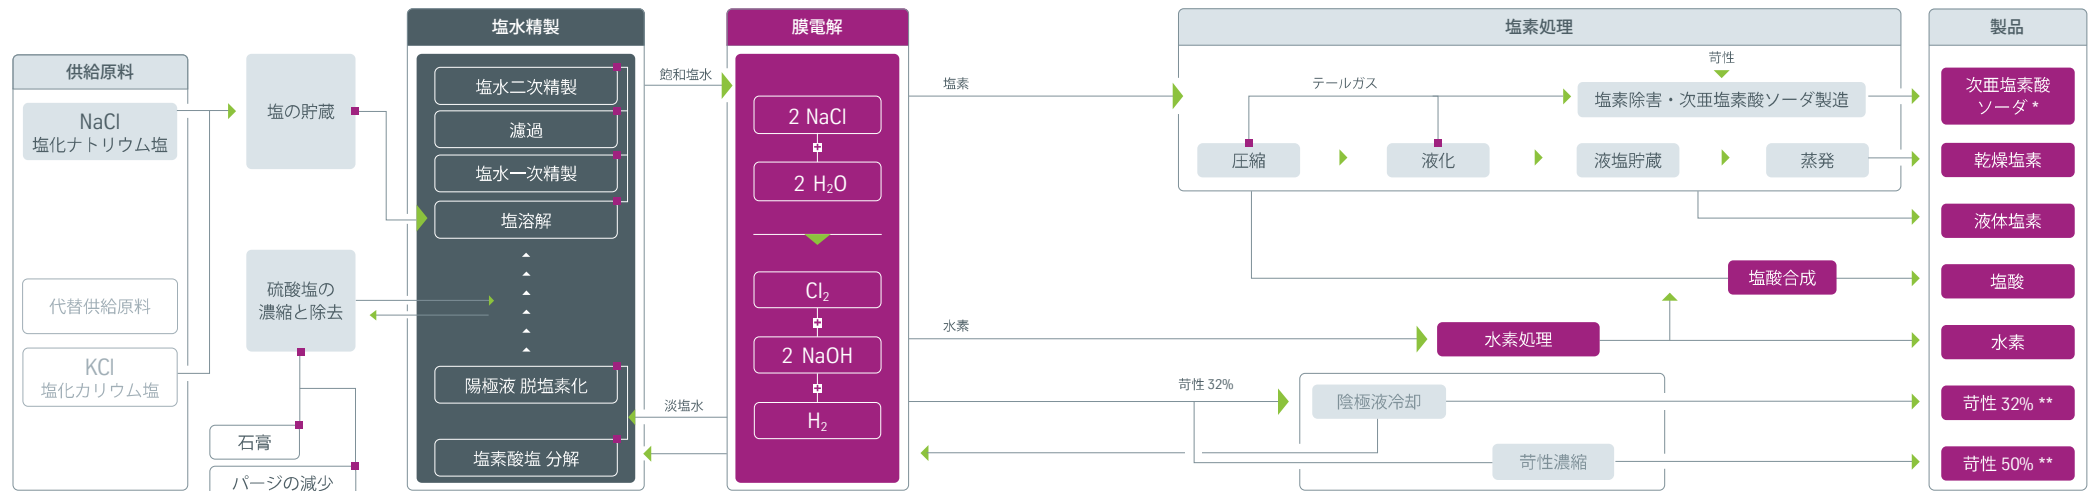 供給原料
NaCl
塩化ナトリウム塩
代替供給原料
KCl
塩化カリウム塩
塩の貯蔵
硫酸塩の
濃縮と除去
石膏
パージの減少
塩水精製
塩水二次精製
濾過
塩水一次精製
塩溶解
陽極液 脱塩素化
塩素酸塩 分解
飽和塩水
淡塩水
膜電解
2 NaCl
2 H₂O
Cl₂
2 NaOH
H₂
塩素
水素
苛性 32%
塩素処理
苛性
テールガス
塩素除害・次亜塩素酸ソーダ製造
圧縮
液化
液塩貯蔵
蒸発
塩酸合成
水素処理
陰極液冷却
苛性濃縮
製品
次亜塩素酸
ソーダ *
乾燥塩素
液体塩素
塩酸
水素
苛性 32% **
苛性 50% **